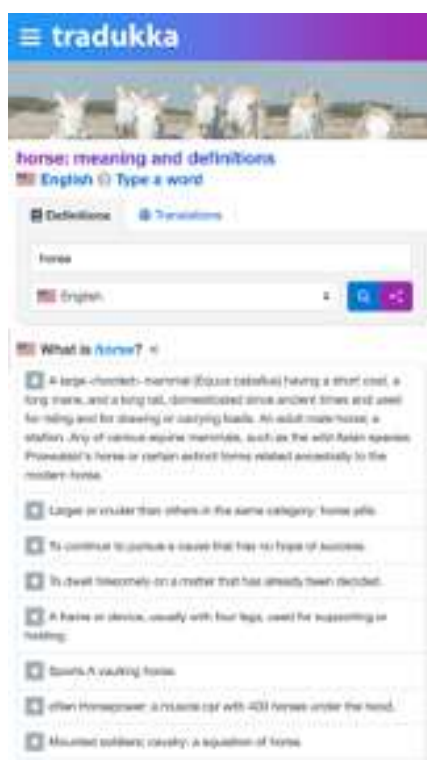 tradukka
horse: meaning and definitions
English Type a word
Definitions Translations
horse
English
What is horse?
A large -hoofed- mammal (Equus caballus) having a short coat, a
long mane, and a long tail, domesticated since ancient times and used
for riding and for drawing or carrying loads. An adult male horse; a
stallion. Any of various equine mammals, such as the wild Asian species
Przewalski's horse or certain extinct forms related ancestrally to the
modern horse.
Larger or cruder than others in the same category: horse pills.
To continue to pursue a cause that has no hope of success.
To dwell tiresomely on a matter that has already been decided.
A frame or device, usually with four legs, used for supporting or
holding.
Sports A vaulting horse.
often Horsepower: a muscle car with 400 horses under the hood.
Mounted soldiers; cavalry: a squadron of horse.